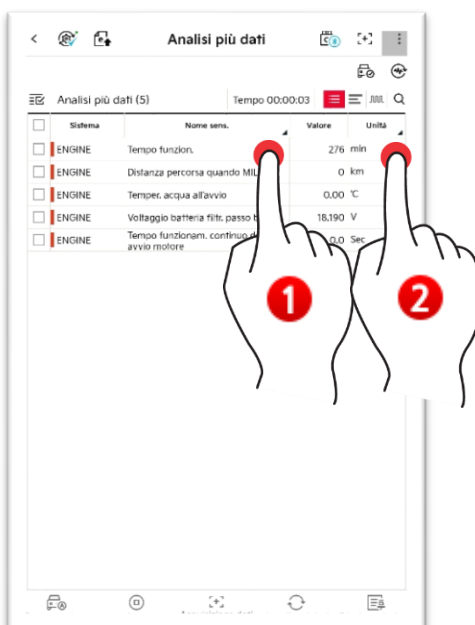 Analisi più dati
Analisi più dati (5) Tempo 00:00:03
Sistema Nome sens. Valore Unità
ENGINE Tempo funzion. 276 min
ENGINE Distanza percorsa quando MIL 0 km
ENGINE Temper. acqua all'avvio 0.00 ℃
ENGINE Voltaggio batteria filtr. passo 18.190 V
ENGINE Tempo funzionam. continuo 0.0 Sec
avvio motore
1
2